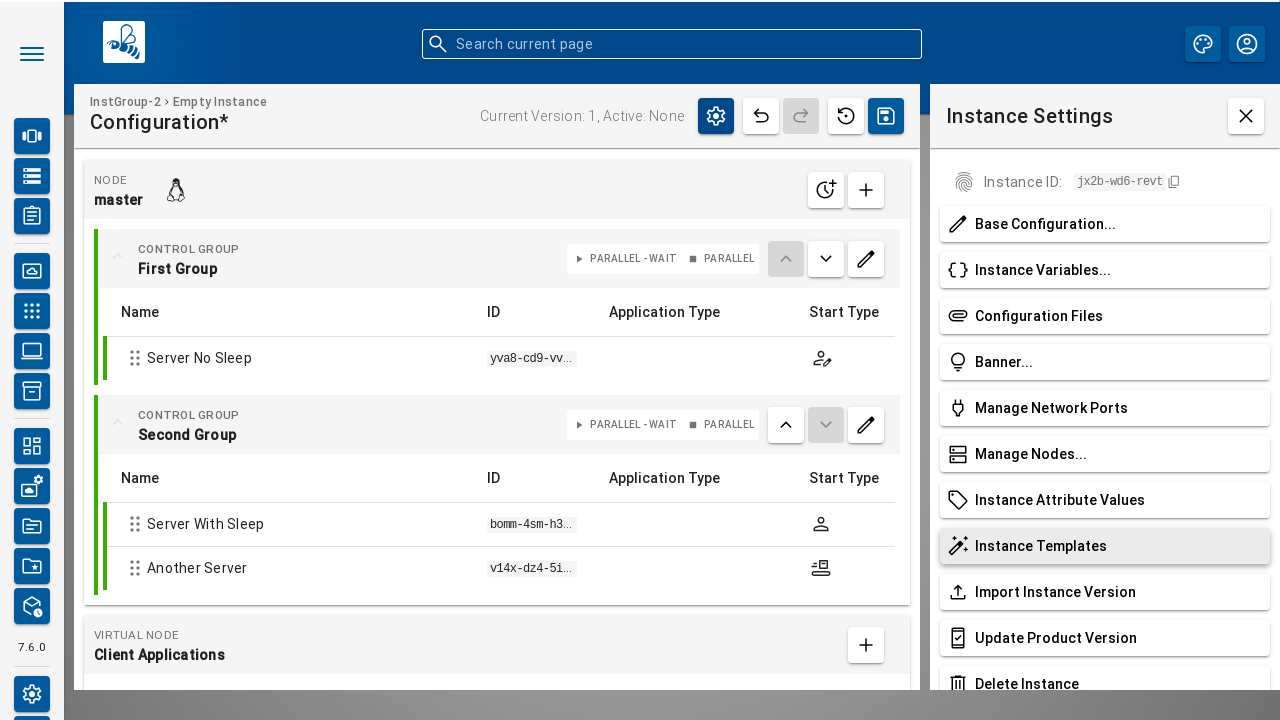 Search current page
InstGroup-2 › Empty Instance
Configuration*
Current Version: 1, Active: None
Instance Settings
NODE
master
Instance ID: jx2b-wd6-revt
CONTROL GROUP
First Group
PARALLEL-WAIT PARALLEL
Name ID Application Type Start Type
Server No Sleep yva8-cd9-vv...
CONTROL GROUP
Second Group
PARALLEL-WAIT PARALLEL
Name ID Application Type Start Type
Server With Sleep bomm-4sm-h3...
Another Server v14x-dz4-5i...
VIRTUAL NODE
Client Applications
Base Configuration...
Instance Variables...
Configuration Files
Banner...
Manage Network Ports
Manage Nodes...
Instance Attribute Values
Instance Templates
Import Instance Version
Update Product Version
Delete Instance
7.6.0